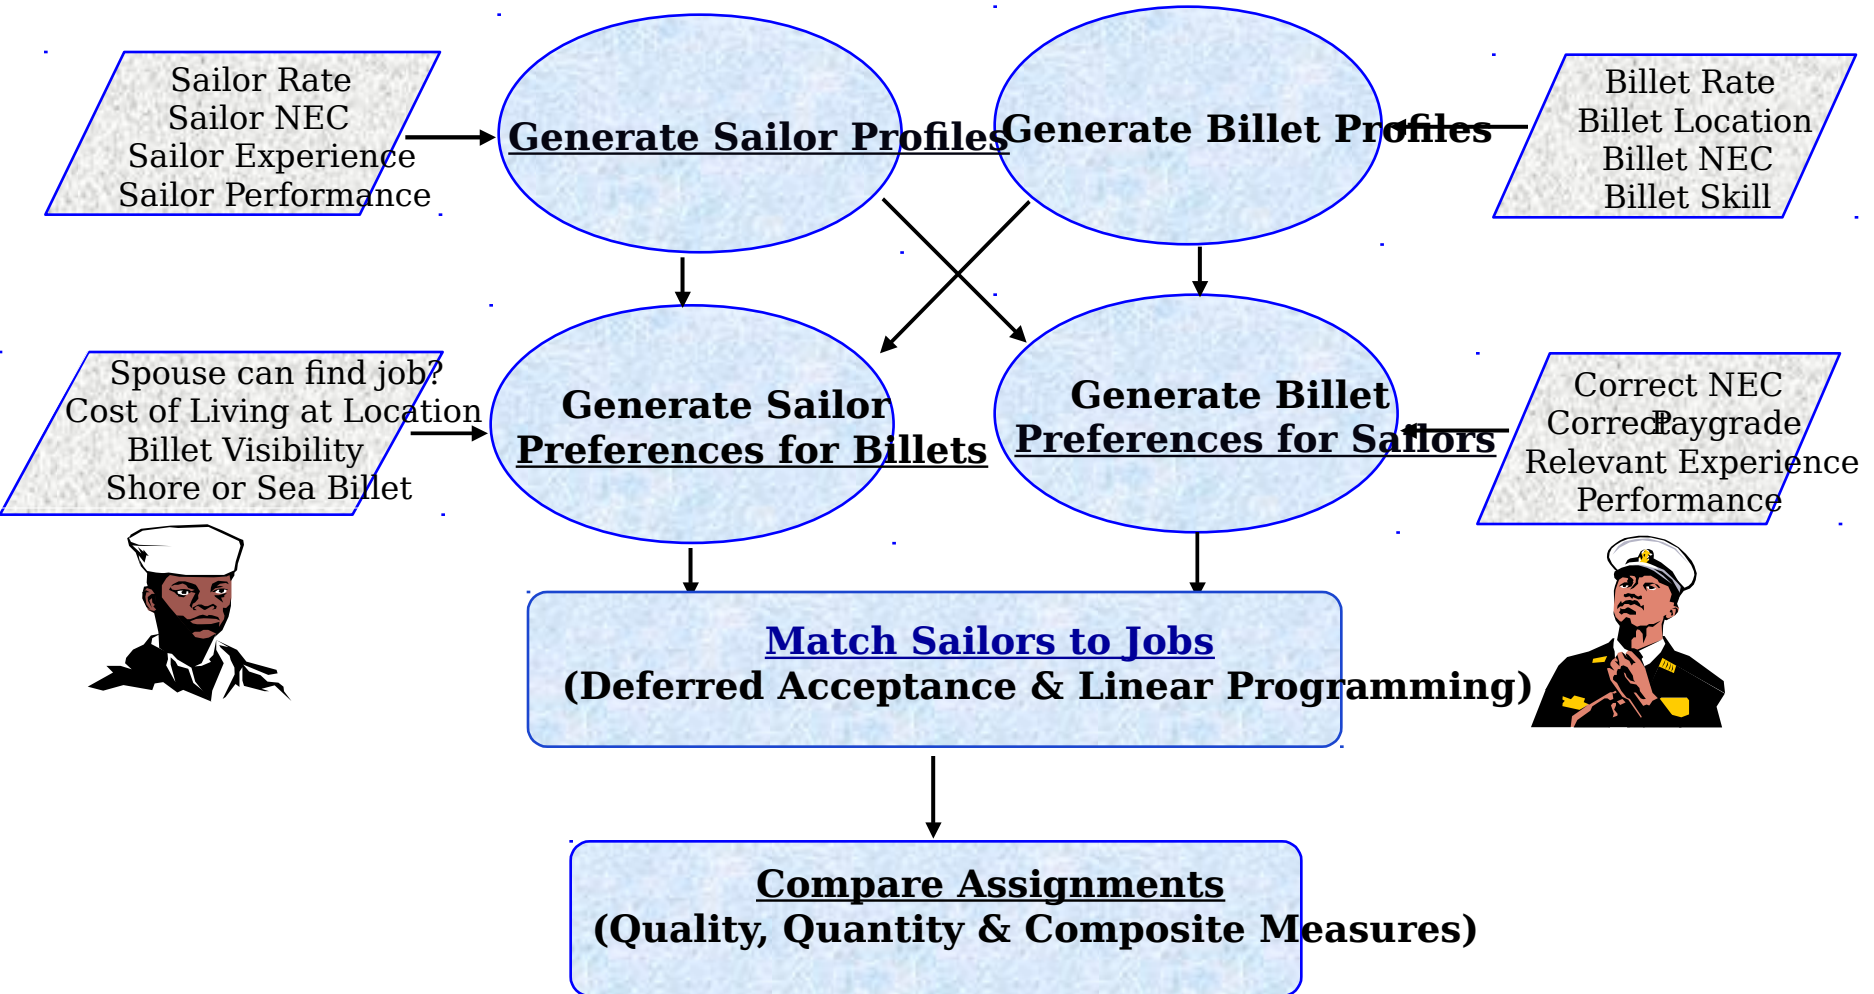 Sailor Rate
Sailor NEC
Sailor Experience
Sailor Performance
Generate Sailor Profiles
Generate Billet Profiles
Billet Rate
Billet Location
Billet NEC
Billet Skill
Spouse can find job?
Cost of Living at Location
Billet Visibility
Shore or Sea Billet
Generate Sailor
Preferences for Billets
Generate Billet
Preferences for Sailors
Correct NEC
Correct Paygrade
Relevant Experience
Performance
Match Sailors to Jobs
(Deferred Acceptance & Linear Programming)
Compare Assignments
(Quality, Quantity & Composite Measures)